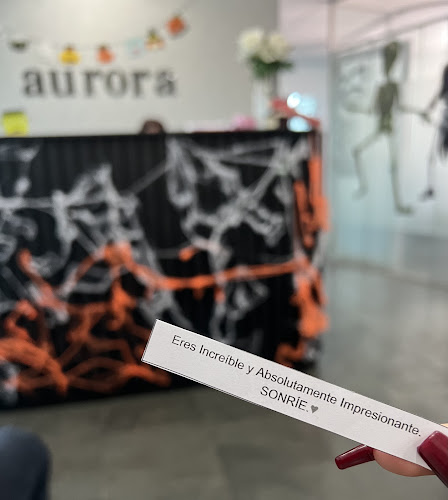 aurora
Eres Increíble y Absolutamente Impresionante.
SONRÍE.♥